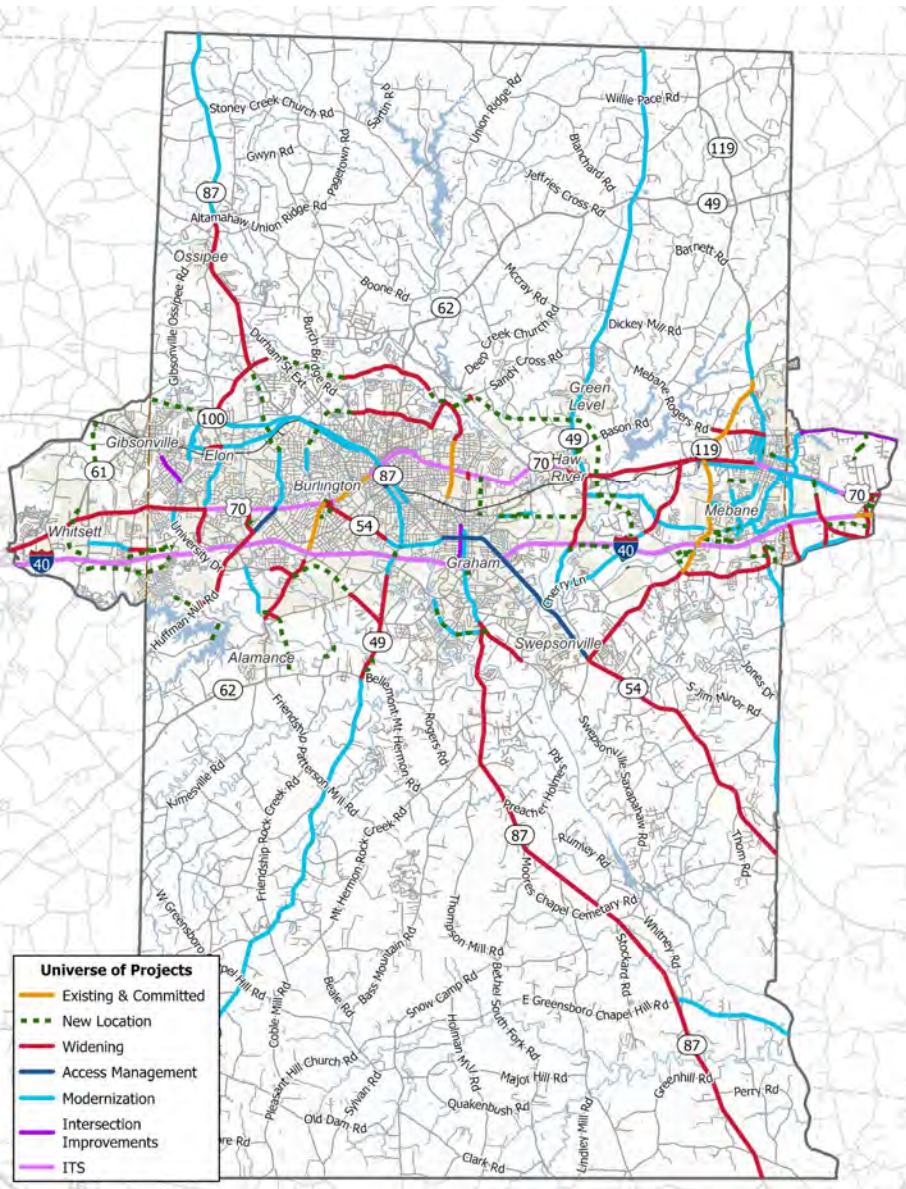 Stoney Creek Church Rd
Sartin Rd
Union Ridge Rd
Willie Pace Rd
119
Gwyn Rd
Pagetown Rd
Blanchard Rd
87
Jeffries Cross Rd
49
Altamahaw Union Ridge Rd
Ossipee
Barnett Rd
Gibsonville Ossipee Rd
Boone Rd
Mccray Rd
62
Durham St Ext
Burch Bridge Rd
Deep Creek Church Rd
Dickey Mill Rd
Sandy Cross Rd
Mebane Rogers Rd
Green
Level
100
Gibsonville
Elon
49
Bason Rd
119
61
87
70
Haw
River
Burlington
70
Whitsett
70
54
Mebane
University Dr
40
40
Graham
Cherry Ln
Huffman Mill Rd
Alamance
49
Swepsonville
62
54
Jones Dr
S Jim Minor Rd
Bellemont Mt Hermon Rd
Friendship Patterson Mill Rd
Rogers Rd
Swepsonville Saxapahaw Rd
Kimesville Rd
Preacher Holmes Rd
Friendship Rock Creek Rd
Mt Hermon Rock Creek Rd
87
Rumley Rd
Thom Rd
Moores Chapel Cemetary Rd
W Greensboro Chapel Hill Rd
Thompson Mill Rd
Whitney Rd
Stockard Rd
Bass Mountain Rd
Beale Rd
Coble Mill Rd
Snow Camp Rd
Bethel South Fork Rd
E Greensboro Chapel Hill Rd
Holman Mill Rd
87
Pleasant Hill Church Rd
Sylvan Rd
Major Hill Rd
Greenhill Rd
Perry Rd
Quakenbush Rd
Old Dam Rd
Lindley Mill Rd
Clark Rd
ore Rd
Universe of Projects
Existing & Committed
New Location
Widening
Access Management
Modernization
Intersection
Improvements
ITS